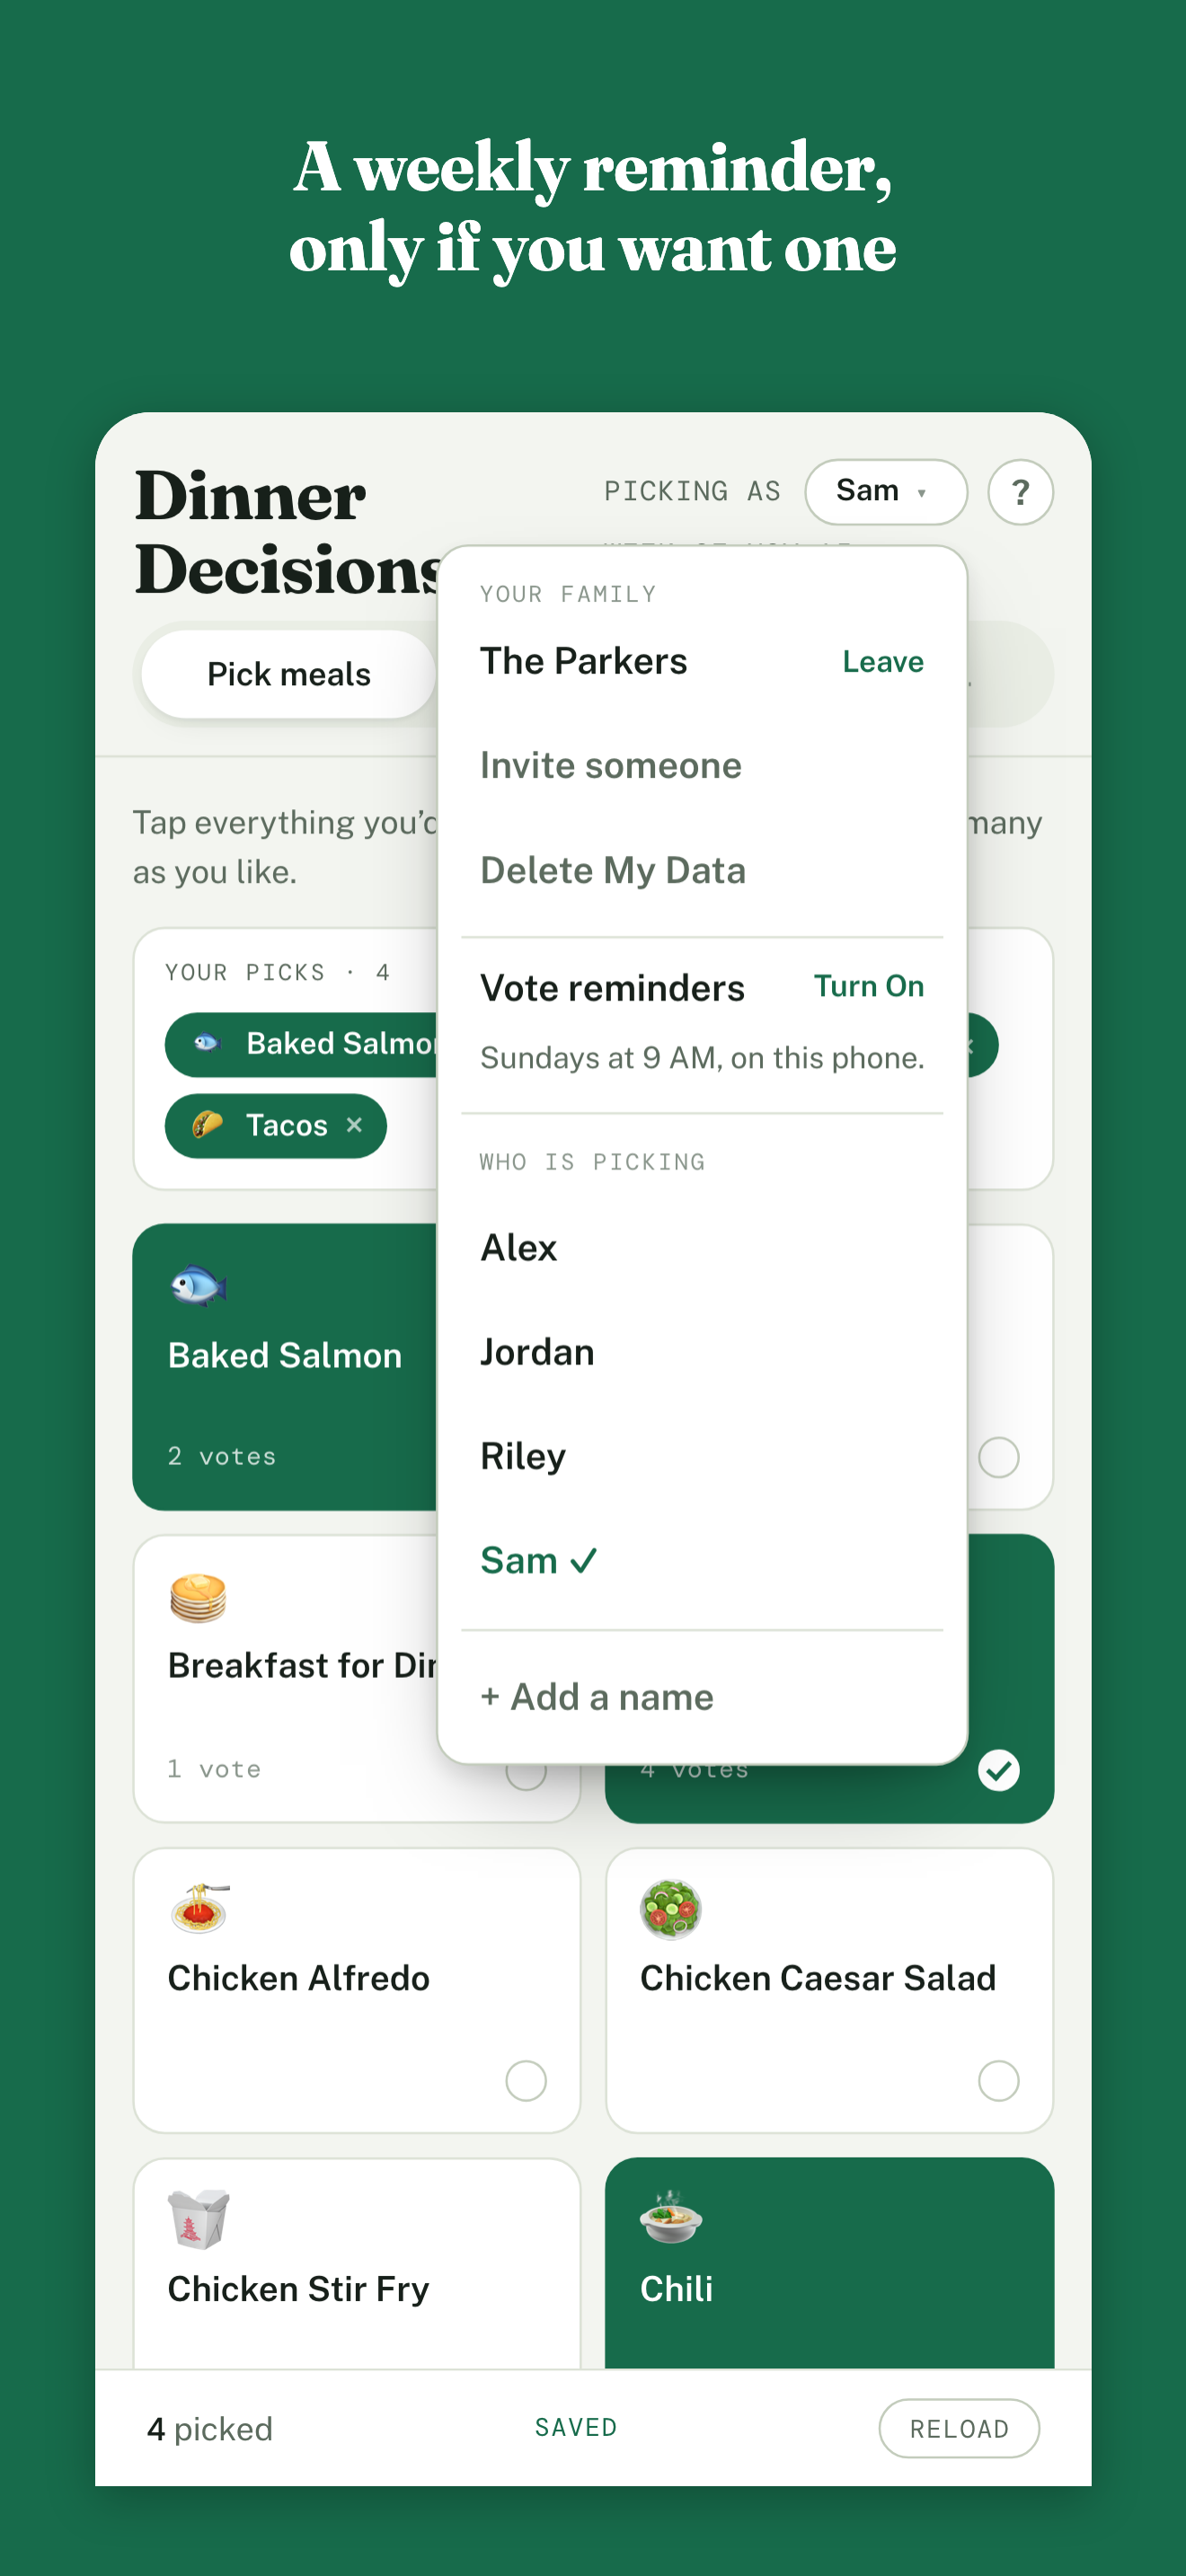 A weekly reminder,
only if you want one
Dinner
Decisions
PICKING AS
Sam ▾
?
YOUR FAMILY
The Parkers
Leave
Invite someone
Delete My Data
Vote reminders
Turn On
Sundays at 9 AM, on this phone.
WHO IS PICKING
Alex
Jordan
Riley
Sam ✓
+ Add a name
Pick meals
Tap everything you’d
many
as you like.
YOUR PICKS · 4
Baked Salmon
Tacos ×
Baked Salmon
2 votes
Breakfast for
1 vote
4 votes
Chicken Alfredo
Chicken Caesar Salad
Chicken Stir Fry
Chili
4 picked
SAVED
RELOAD